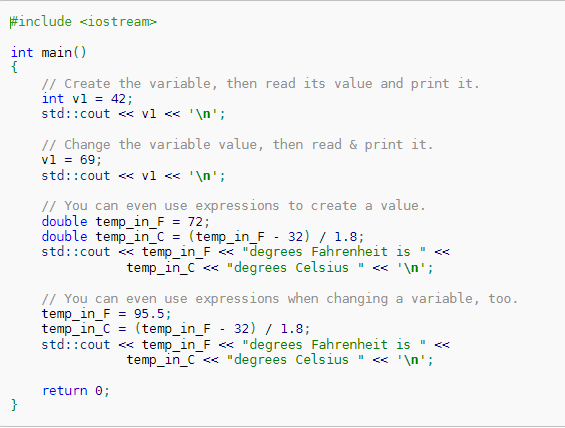 #include <iostream>

int main()
{
    // Create the variable, then read its value and print it.
    int v1 = 42;
    std::cout << v1 << '\n';

    // Change the variable value, then read & print it.
    v1 = 69;
    std::cout << v1 << '\n';

    // You can even use expressions to create a value.
    double temp_in_F = 72;
    double temp_in_C = (temp_in_F - 32) / 1.8;
    std::cout << temp_in_F << "degrees Fahrenheit is " <<
               temp_in_C << "degrees Celsius " << '\n';

    // You can even use expressions when changing a variable, too.
    temp_in_F = 95.5;
    temp_in_C = (temp_in_F - 32) / 1.8;
    std::cout << temp_in_F << "degrees Fahrenheit is " <<
               temp_in_C << "degrees Celsius " << '\n';

    return 0;
}